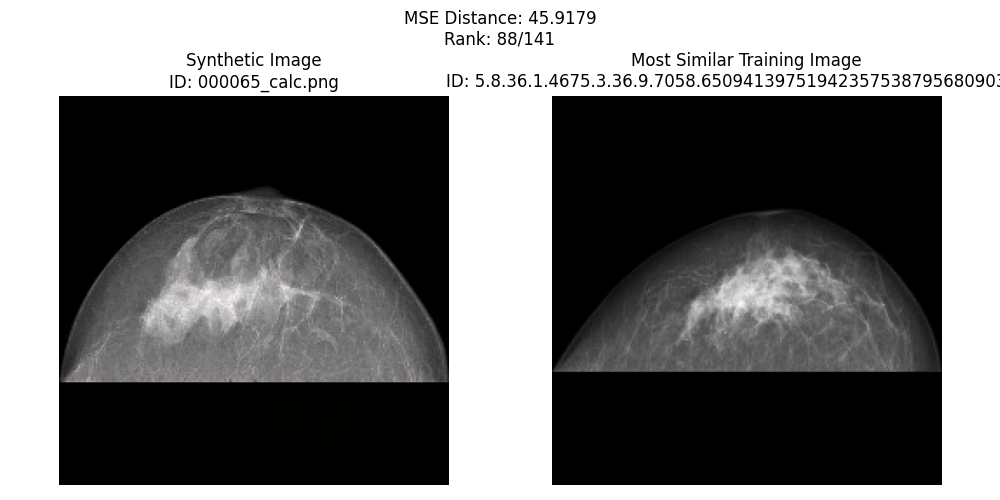 MSE Distance: 45.9179
Rank: 88/141
Synthetic Image
ID: 000065_calc.png
Most Similar Training Image
ID: 5.8.36.1.4675.3.36.9.7058.65094139751942357538795680903